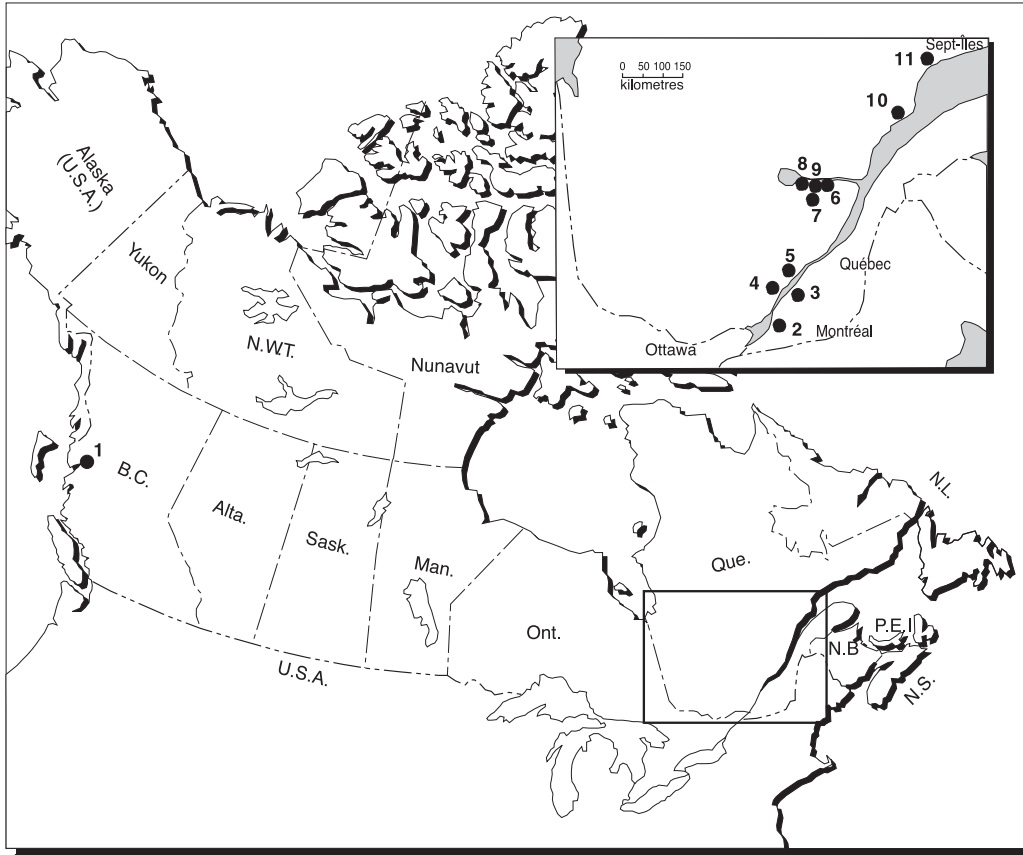 Sept-Îles
11
0 50 100 150
kilometres
10
8
9
6
7
5
Québec
4
3
2
Montréal
Ottawa
Alaska
(U.S.A.)
Yukon
N.W.T.
Nunavut
1
B.C.
Alta.
Sask.
Man.
Ont.
Que.
N.L.
P.E.I
N.B
N.S.
U.S.A.